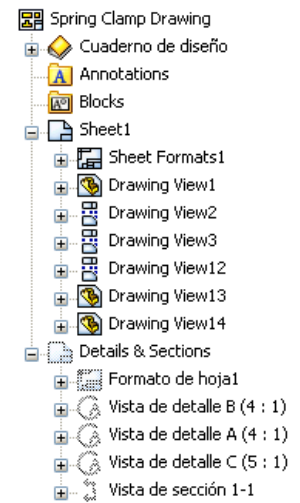 Spring Clamp Drawing
Cuaderno de diseño
Annotations
Blocks
Sheet1
Sheet Formats1
Drawing View1
Drawing View2
Drawing View3
Drawing View12
Drawing View13
Drawing View14
Details & Sections
Formato de hoja1
Vista de detalle B (4 : 1)
Vista de detalle A (4 : 1)
Vista de detalle C (5 : 1)
Vista de sección 1-1